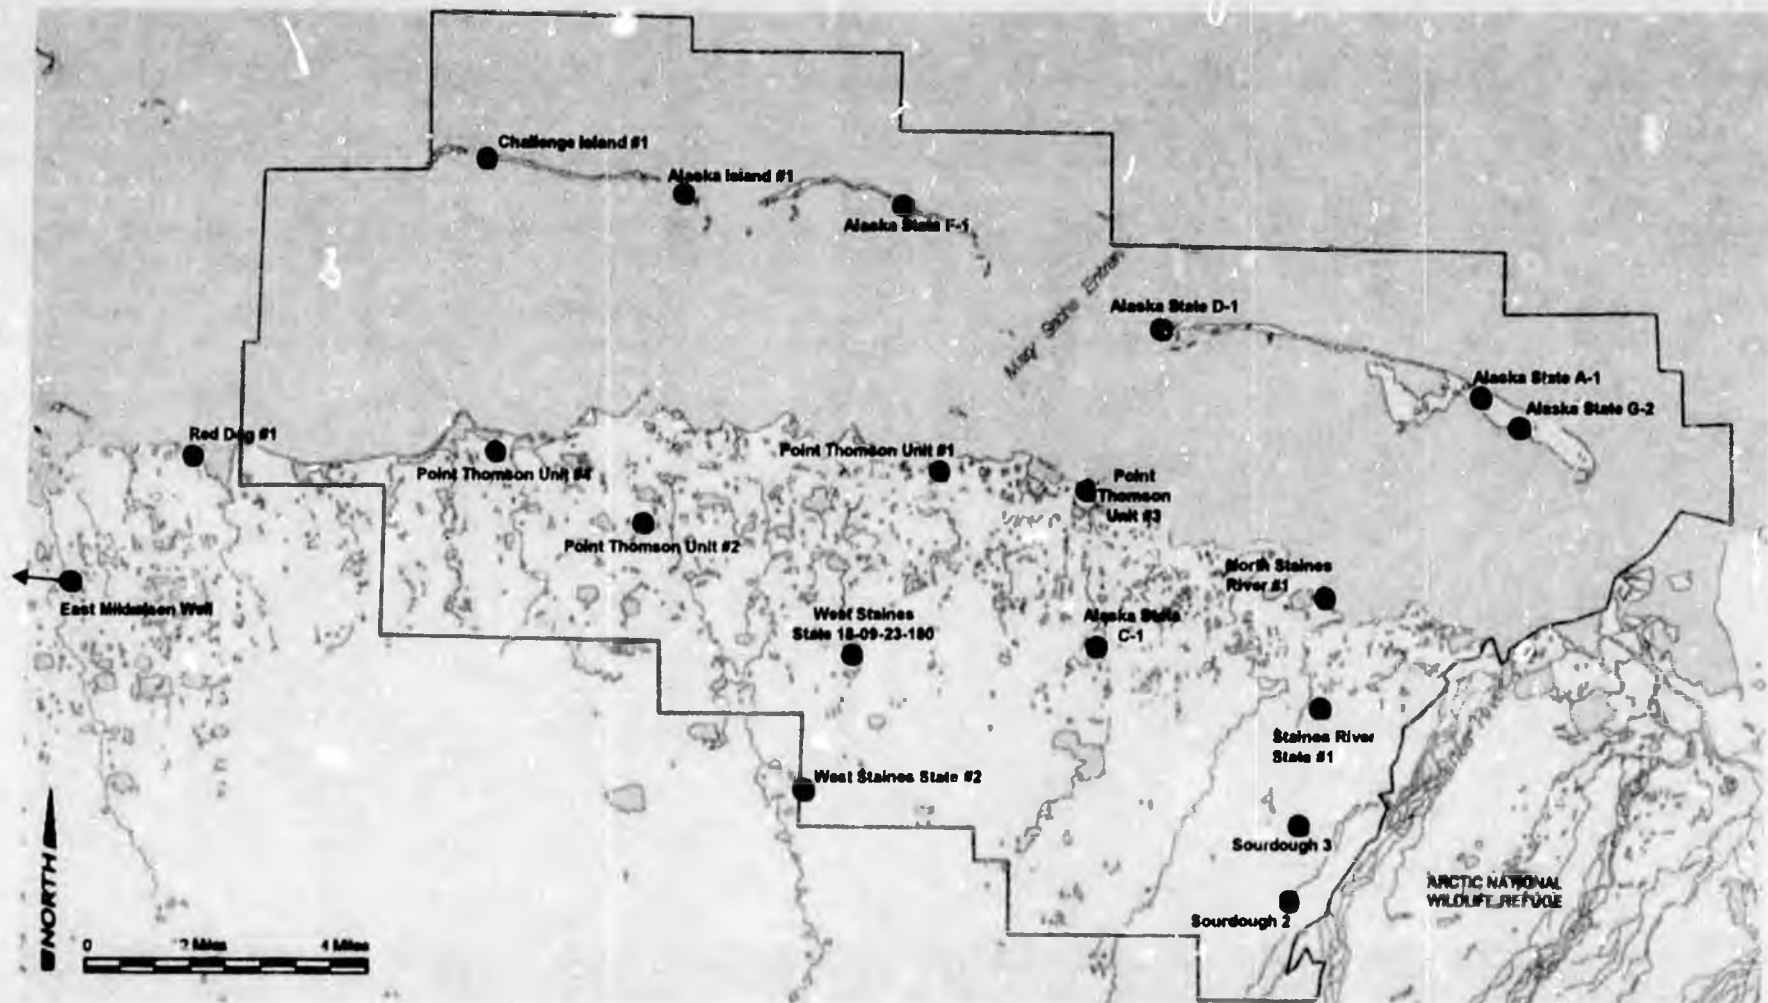 Challenge Island #1
Alaska Island #1
Alaska State F-1
Mary Sachs Entran
Alaska State D-1
Alaska State A-1
Alaska State G-2
Red Dog #1
Point Thomson Unit #4
Point Thomson Unit #1
Point
Thomson
Unit #3
Point Thomson Unit #2
East Mikkelsen Well
North Staines
River #1
West Staines
State 18-09-23-180
Alaska State
C-1
Staines River
State #1
West Staines State #2
Sourdough 3
Sourdough 2
ARCTIC NATIONAL
WILDLIFE REFUGE
NORTH
0 2 Miles 4 Miles